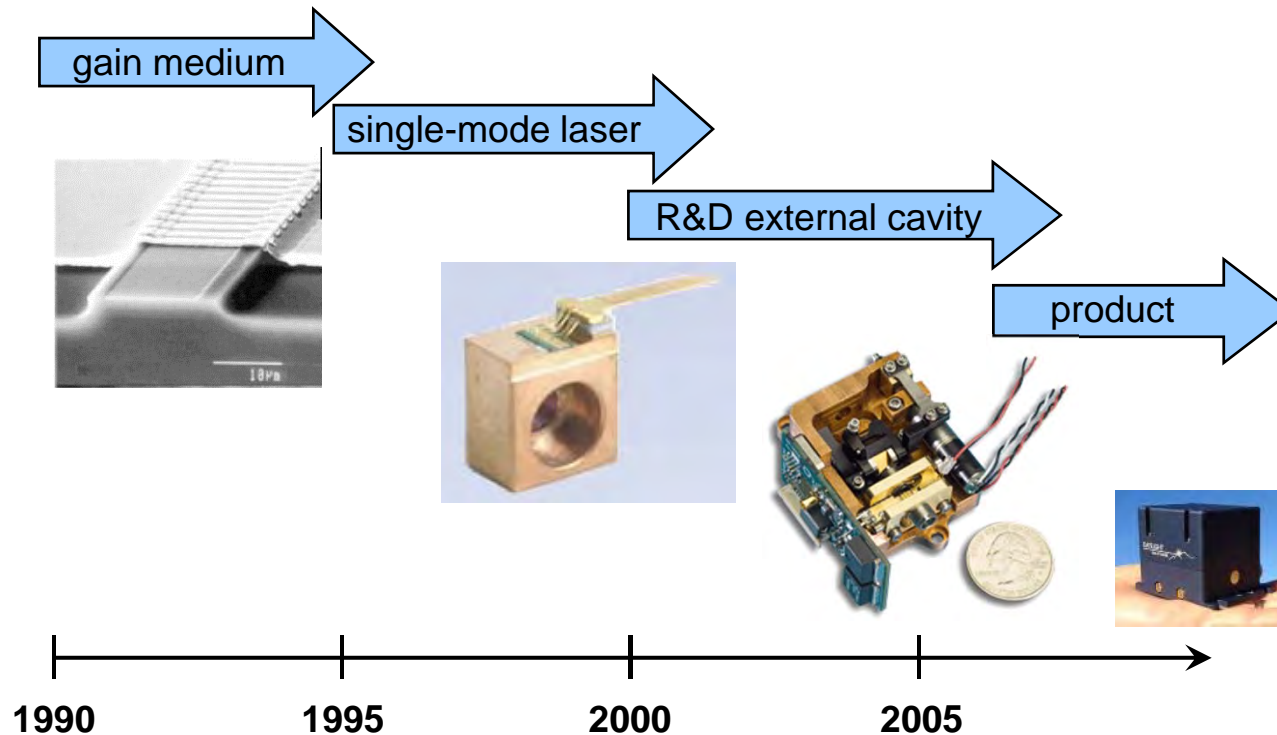 gain medium
single-mode laser
R&D external cavity
10µm
product
1990
1995
2000
2005